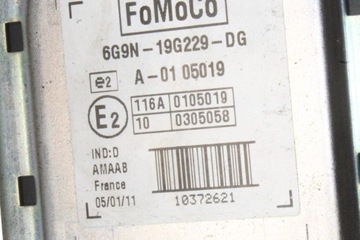 FoMoCo
6G9N-19G229-DG
e2 A-01 05019
E2 116A 0105019
10 0305058
IND:D
AMAAB
France
05/01/11 10372621